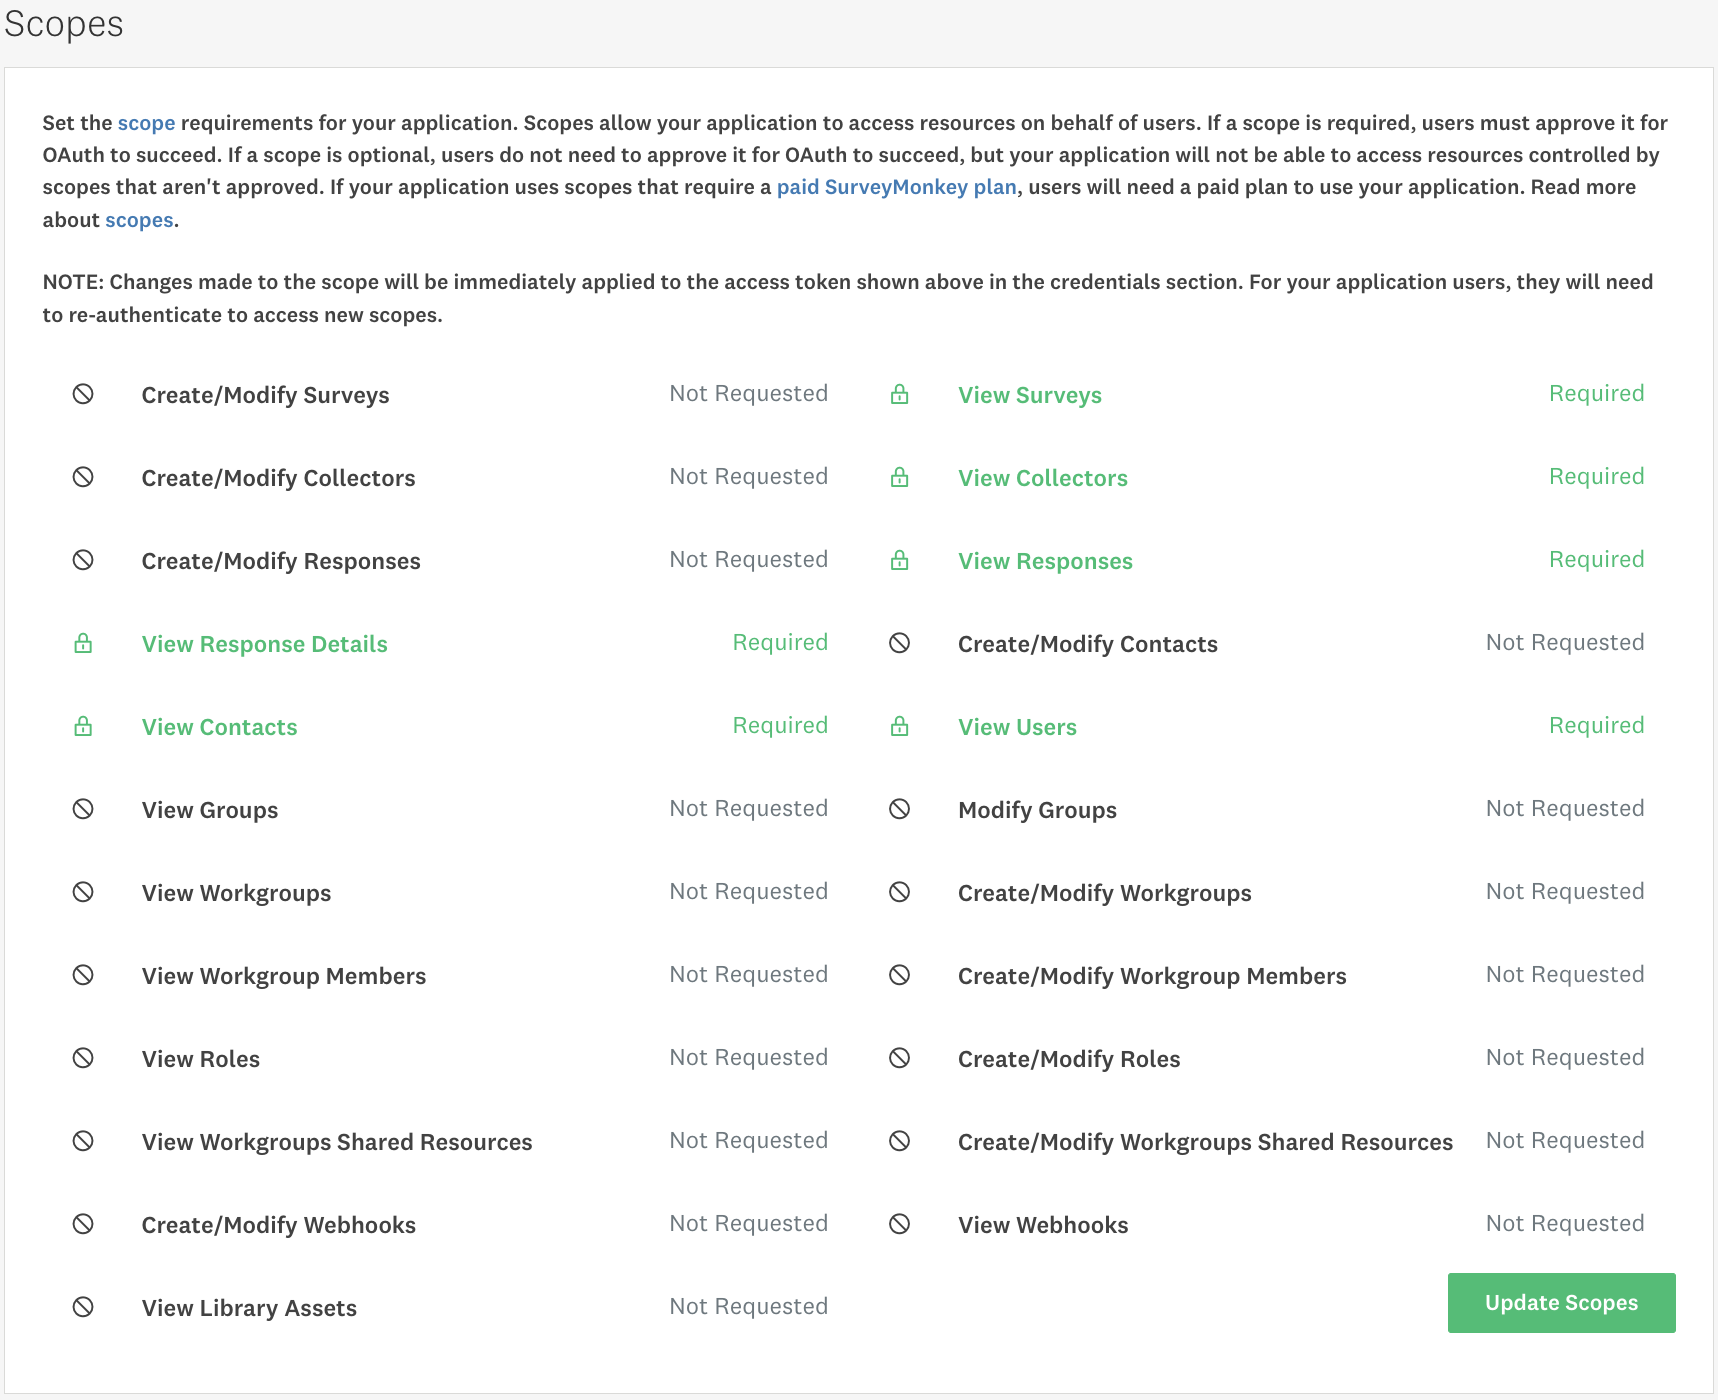 Scopes
Set the scope requirements for your application. Scopes allow your application to access resources on behalf of users. If a scope is required, users must approve it for
OAuth to succeed. If a scope is optional, users do not need to approve it for OAuth to succeed, but your application will not be able to access resources controlled by
scopes that aren't approved. If your application uses scopes that require a paid SurveyMonkey plan, users will need a paid plan to use your application. Read more
about scopes.
NOTE: Changes made to the scope will be immediately applied to the access token shown above in the credentials section. For your application users, they will need
to re-authenticate to access new scopes.
Create/Modify Surveys Not Requested View Surveys Required
Create/Modify Collectors Not Requested View Collectors Required
Create/Modify Responses Not Requested View Responses Required
View Response Details Required Create/Modify Contacts Not Requested
View Contacts Required View Users Required
View Groups Not Requested Modify Groups Not Requested
View Workgroups Not Requested Create/Modify Workgroups Not Requested
View Workgroup Members Not Requested Create/Modify Workgroup Members Not Requested
View Roles Not Requested Create/Modify Roles Not Requested
View Workgroups Shared Resources Not Requested Create/Modify Workgroups Shared Resources Not Requested
Create/Modify Webhooks Not Requested View Webhooks Not Requested
View Library Assets Not Requested Update Scopes